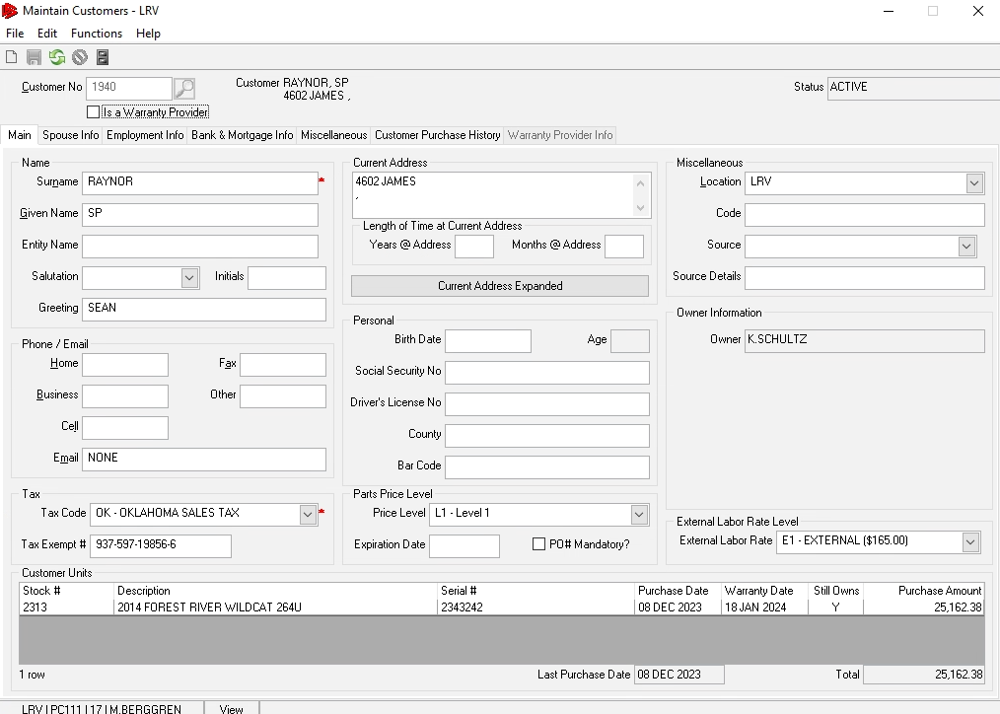 Maintain Customers - LRV
File Edit Functions Help
Customer No 1940
Customer RAYNOR, SP
4602 JAMES ,
Status ACTIVE
Is a Warranty Provider
Main Spouse Info Employment Info Bank & Mortgage Info Miscellaneous Customer Purchase History Warranty Provider Info
Name
Surname RAYNOR *
Given Name SP
Entity Name
Salutation Initials
Greeting SEAN
Phone / Email
Home Fax
Business Other
Cell
Email NONE
Tax
Tax Code OK - OKLAHOMA SALES TAX *
Tax Exempt # 937-597-19856-6
Current Address
4602 JAMES
,
Length of Time at Current Address
Years @ Address Months @ Address
Current Address Expanded
Personal
Birth Date Age
Social Security No
Driver's License No
County
Bar Code
Parts Price Level
Price Level L1 - Level 1
Expiration Date PO# Mandatory?
Miscellaneous
Location LRV
Code
Source
Source Details
Owner Information
Owner K.SCHULTZ
External Labor Rate Level
External Labor Rate E1 - EXTERNAL ($165.00)
Customer Units
Stock # Description Serial # Purchase Date Warranty Date Still Owns Purchase Amount
2313 2014 FOREST RIVER WILDCAT 264U 2343242 08 DEC 2023 18 JAN 2024 Y 25,162.38
1 row Last Purchase Date 08 DEC 2023 Total 25,162.38
LRV | PC111 | 17 | M.BERGGREN View